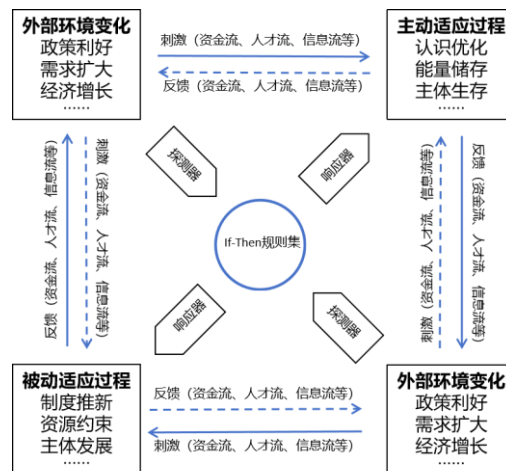 外部环境变化
政策利好
需求扩大
经济增长
……
刺激（资金流、人才流、信息流等）
反馈（资金流、人才流、信息流等）
主动适应过程
认识优化
能量储存
主体生存
……
反馈（资金流、人才流、信息流等）
刺激（资金流、人才流、信息流等）
探测器
响应器
If-Then规则集
响应器
探测器
刺激（资金流、人才流、信息流等）
反馈（资金流、人才流、信息流等）
被动适应过程
制度推新
资源约束
主体发展
……
反馈（资金流、人才流、信息流等）
刺激（资金流、人才流、信息流等）
外部环境变化
政策利好
需求扩大
经济增长
……